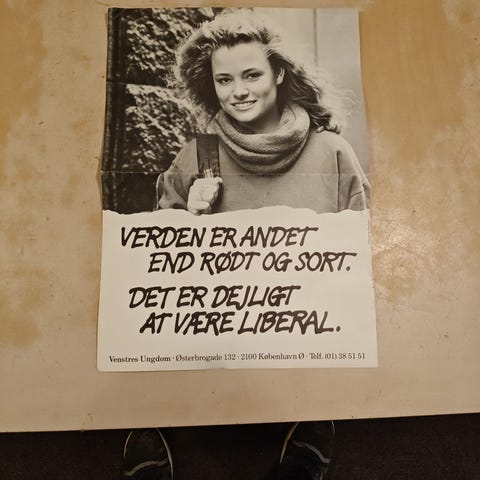 VERDEN ER ANDET
END RØDT OG SORT.
DET ER DEJLIGT
AT VÆRE LIBERAL.
Venstres Ungdom · Østerbrogade 132 · 2100 København Ø · Telf. (01) 38 51 51